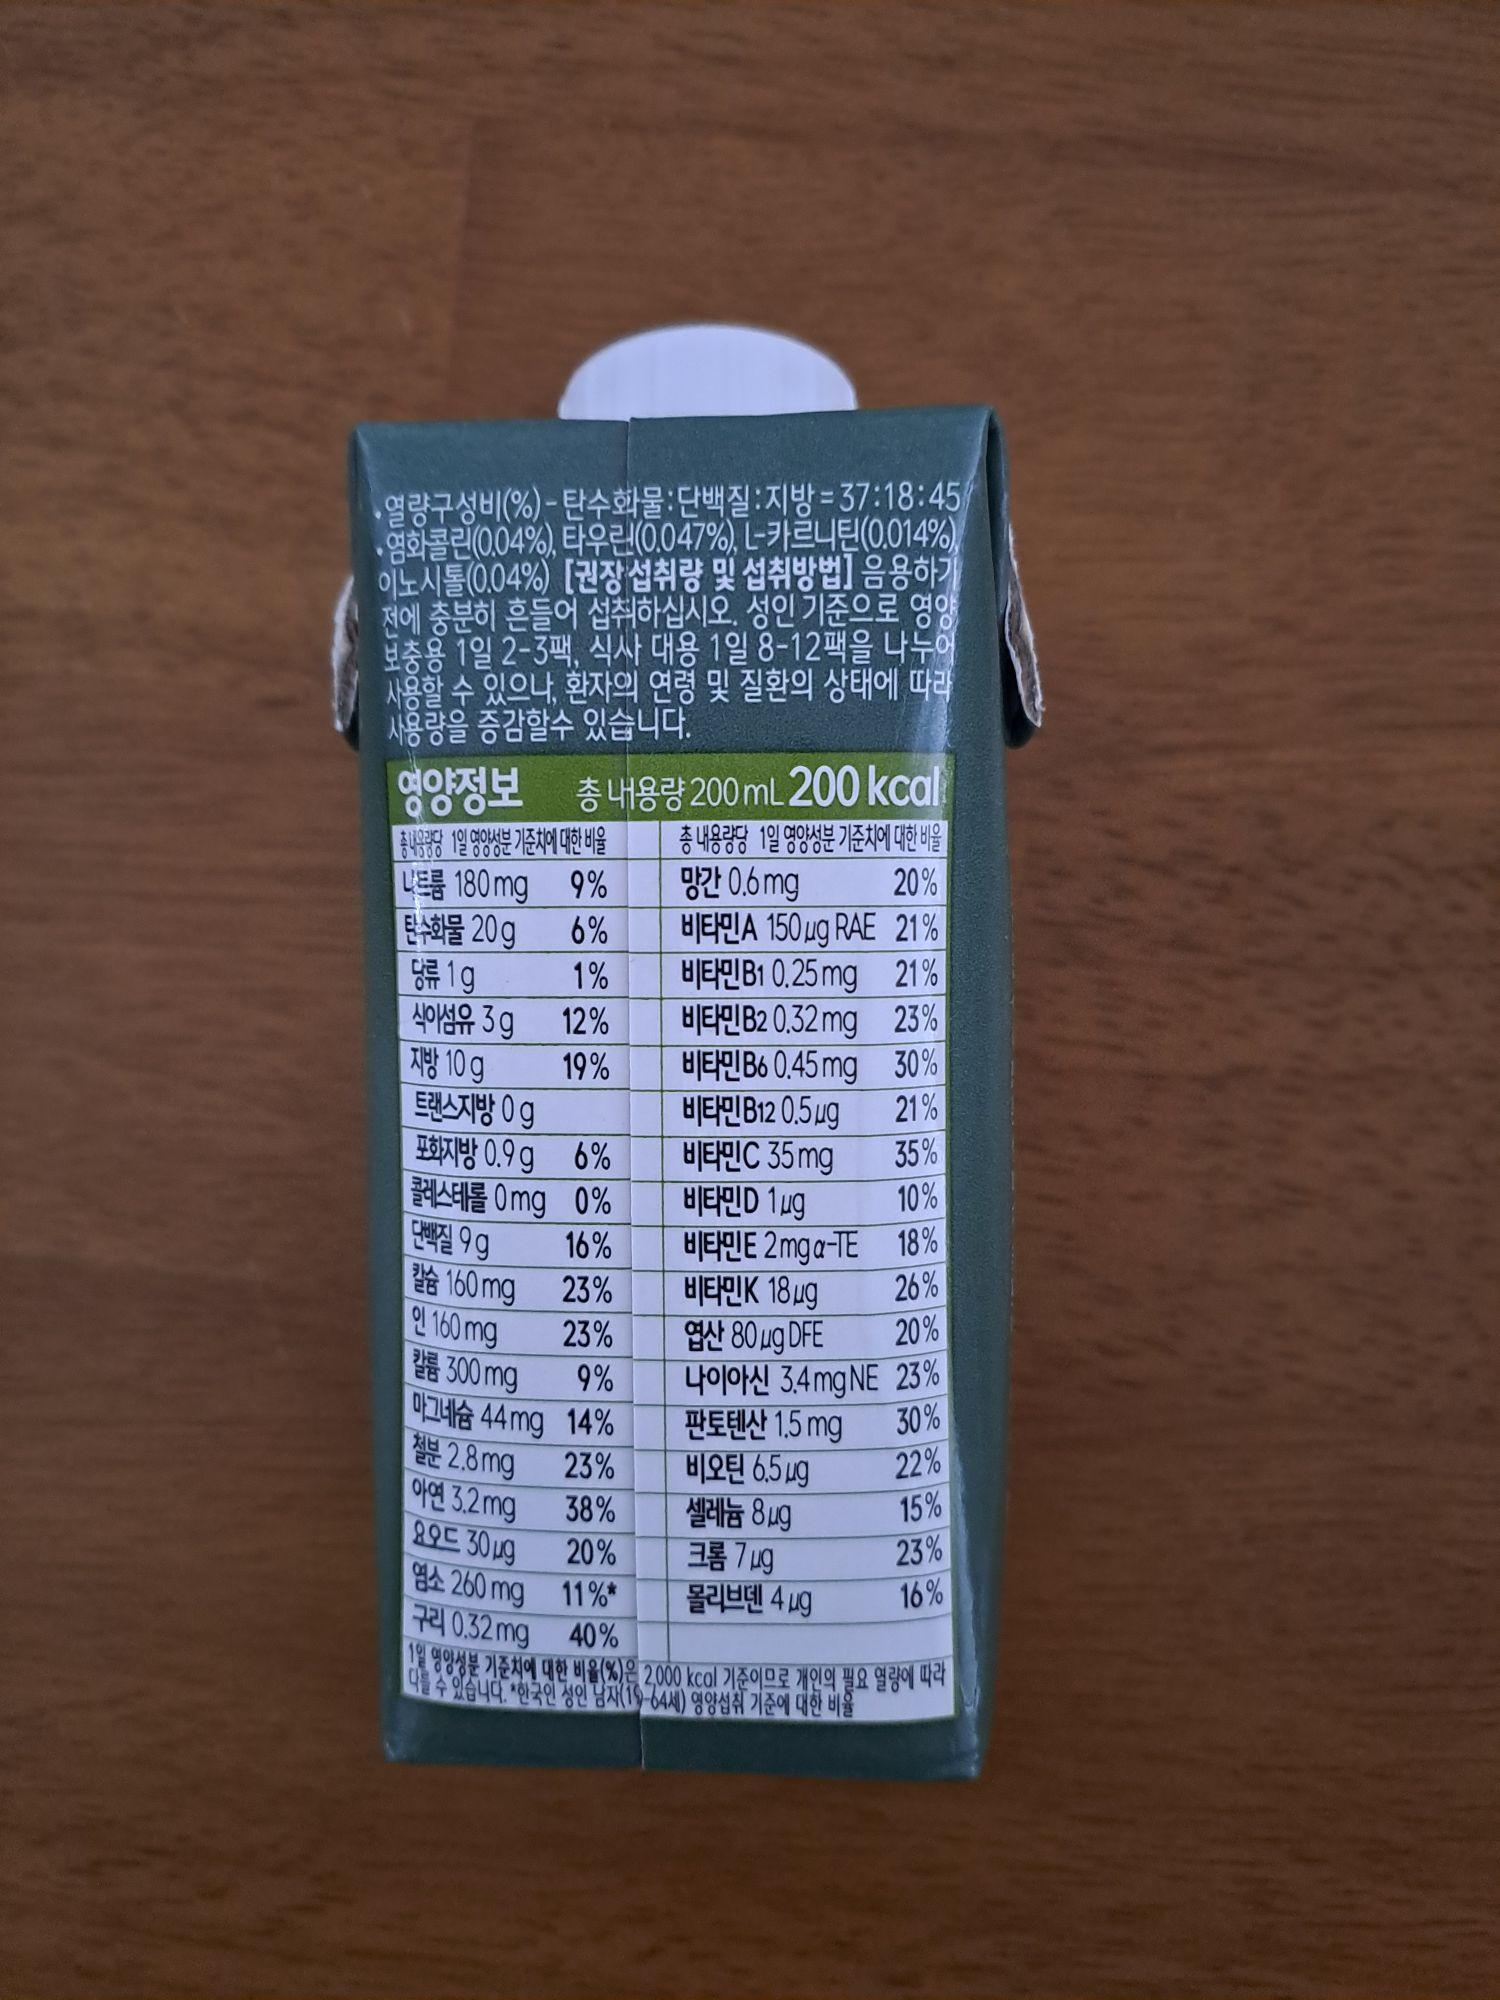 •열량구성비(%)-탄수화물:단백질:지방=37:18:45
•염화콜린(0.04%), 타우린(0.047%), L-카르니틴(0.014%),
이노시톨(0.04%) [권장섭취량 및 섭취방법] 음용하기
전에 충분히 흔들어 섭취하십시오. 성인 기준으로 영양
보충용 1일 2-3팩, 식사 대용 1일 8-12팩을 나누어
사용할 수 있으나, 환자의 연령 및 질환의 상태에 따라
사용량을 증감할수 있습니다.
영양정보 총 내용량 200 mL 200 kcal
총 내용량당 1일 영양성분 기준치에 대한 비율
나트륨 180 mg 9%
탄수화물 20 g 6%
당류 1 g 1%
식이섬유 3 g 12%
지방 10 g 19%
트랜스지방 0 g
포화지방 0.9 g 6%
콜레스테롤 0 mg 0%
단백질 9 g 16%
칼슘 160 mg 23%
인 160 mg 23%
칼륨 300 mg 9%
마그네슘 44 mg 14%
철분 2.8 mg 23%
아연 3.2 mg 38%
요오드 30 μg 20%
염소 260 mg 11%*
구리 0.32 mg 40%
총 내용량당 1일 영양성분 기준치에 대한 비율
망간 0.6 mg 20%
비타민A 150 μg RAE 21%
비타민B1 0.25 mg 21%
비타민B2 0.32 mg 23%
비타민B6 0.45 mg 30%
비타민B12 0.5 μg 21%
비타민C 35 mg 35%
비타민D 1 μg 10%
비타민E 2 mg α-TE 18%
비타민K 18 μg 26%
엽산 80 μg DFE 20%
나이아신 3.4 mg NE 23%
판토텐산 1.5 mg 30%
비오틴 6.5 μg 22%
셀레늄 8 μg 15%
크롬 7 μg 23%
몰리브덴 4 μg 16%
1일 영양성분 기준치에 대한 비율(%)은 2,000 kcal 기준이므로 개인의 필요 열량에 따라
다를 수 있습니다. *한국인 성인 남자(19-64세) 영양섭취 기준에 대한 비율